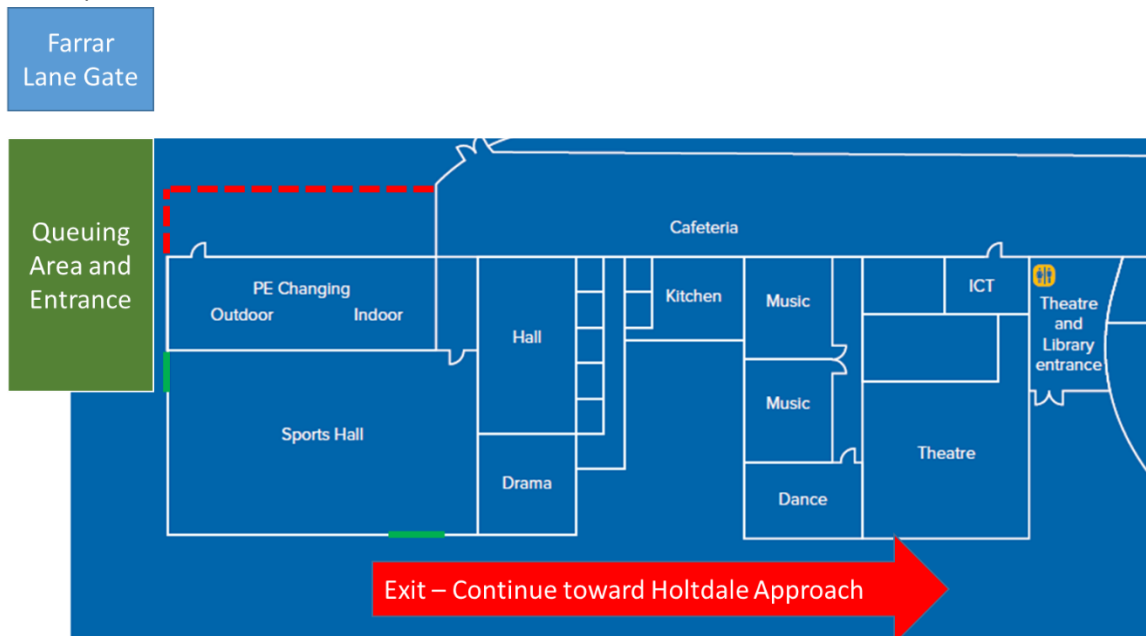 Farrar
Lane Gate
Queuing
Area and
Entrance
Cafeteria
PE Changing
Outdoor Indoor
Hall
Kitchen
Music
ICT
Theatre
and
Library
entrance
Music
Sports Hall
Drama
Theatre
Dance
Exit – Continue toward Holtdale Approach